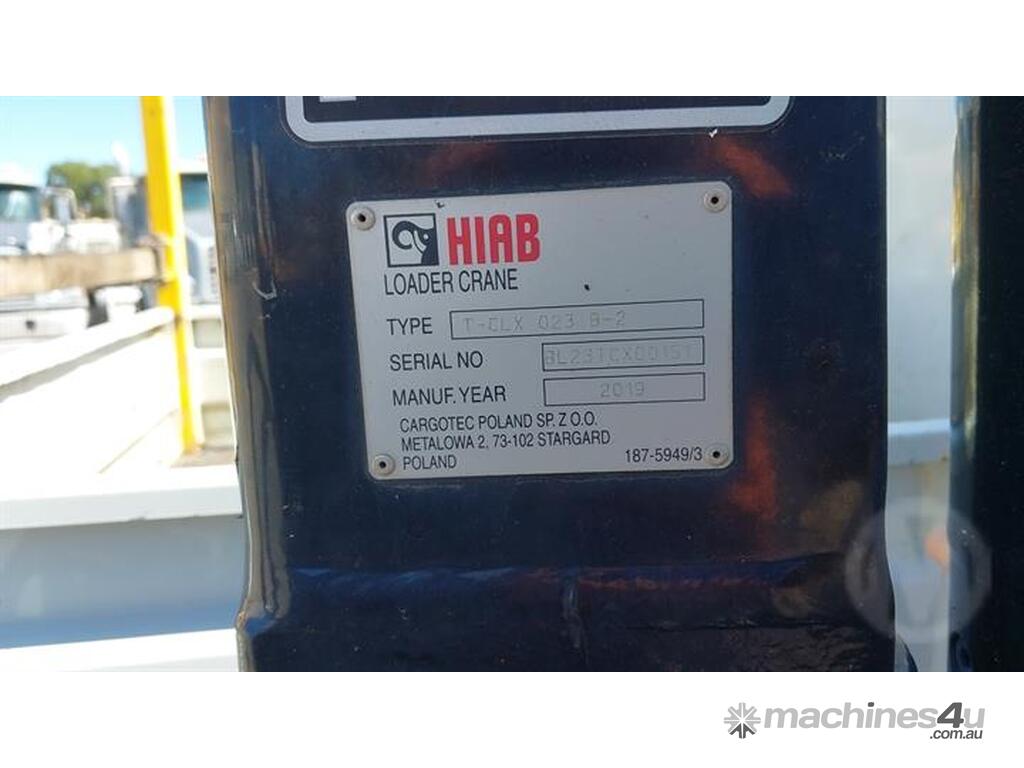 HIAB
LOADER CRANE
TYPE T-CLX 023 B-2
SERIAL NO
MANUF. YEAR 2019
CARGOTEC POLAND SP. Z O.O.
METALOWA 2, 73-102 STARGARD
POLAND 187-5949/3
machines4u
.com.au